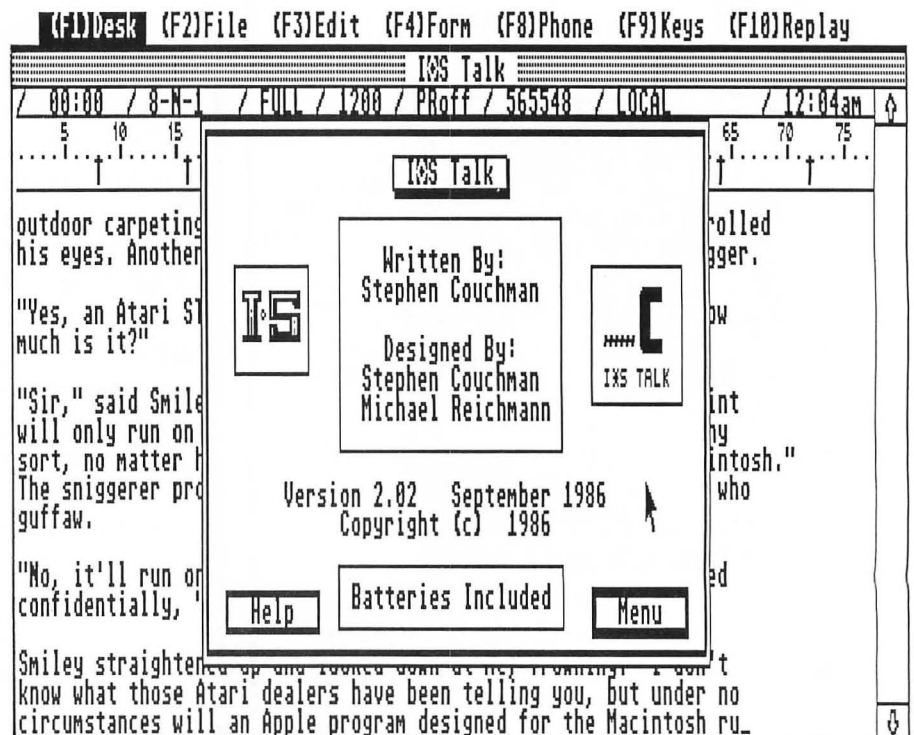 (F1)Desk (F2)File (F3)Edit (F4)Form (F8)Phone (F9)Keys (F10)Replay
I◊S Talk
/ 00:00 / 8-N-1 / FULL / 1200 / PRoff / 565548 / LOCAL / 12:04am
5 10 15 65 70 75
I◊S Talk
Written By:
Stephen Couchman
Designed By:
Stephen Couchman
Michael Reichmann
I·S
C
I◊S TALK
Version 2.02 September 1986
Copyright (c) 1986
Help
Batteries Included
Menu
outdoor carpeting rolled
his eyes. Another gger.
"Yes, an Atari ow
much is it?"
"Sir," said Smile int
will only run on ny
sort, no matter h intosh."
The sniggerer pro who
guffaw.
"No, it'll run on ed
confidentially, "
Smiley straightened up and looked down at me, "I don't
know what those Atari dealers have been telling you, but under no
circumstances will an Apple program designed for the Macintosh ru_